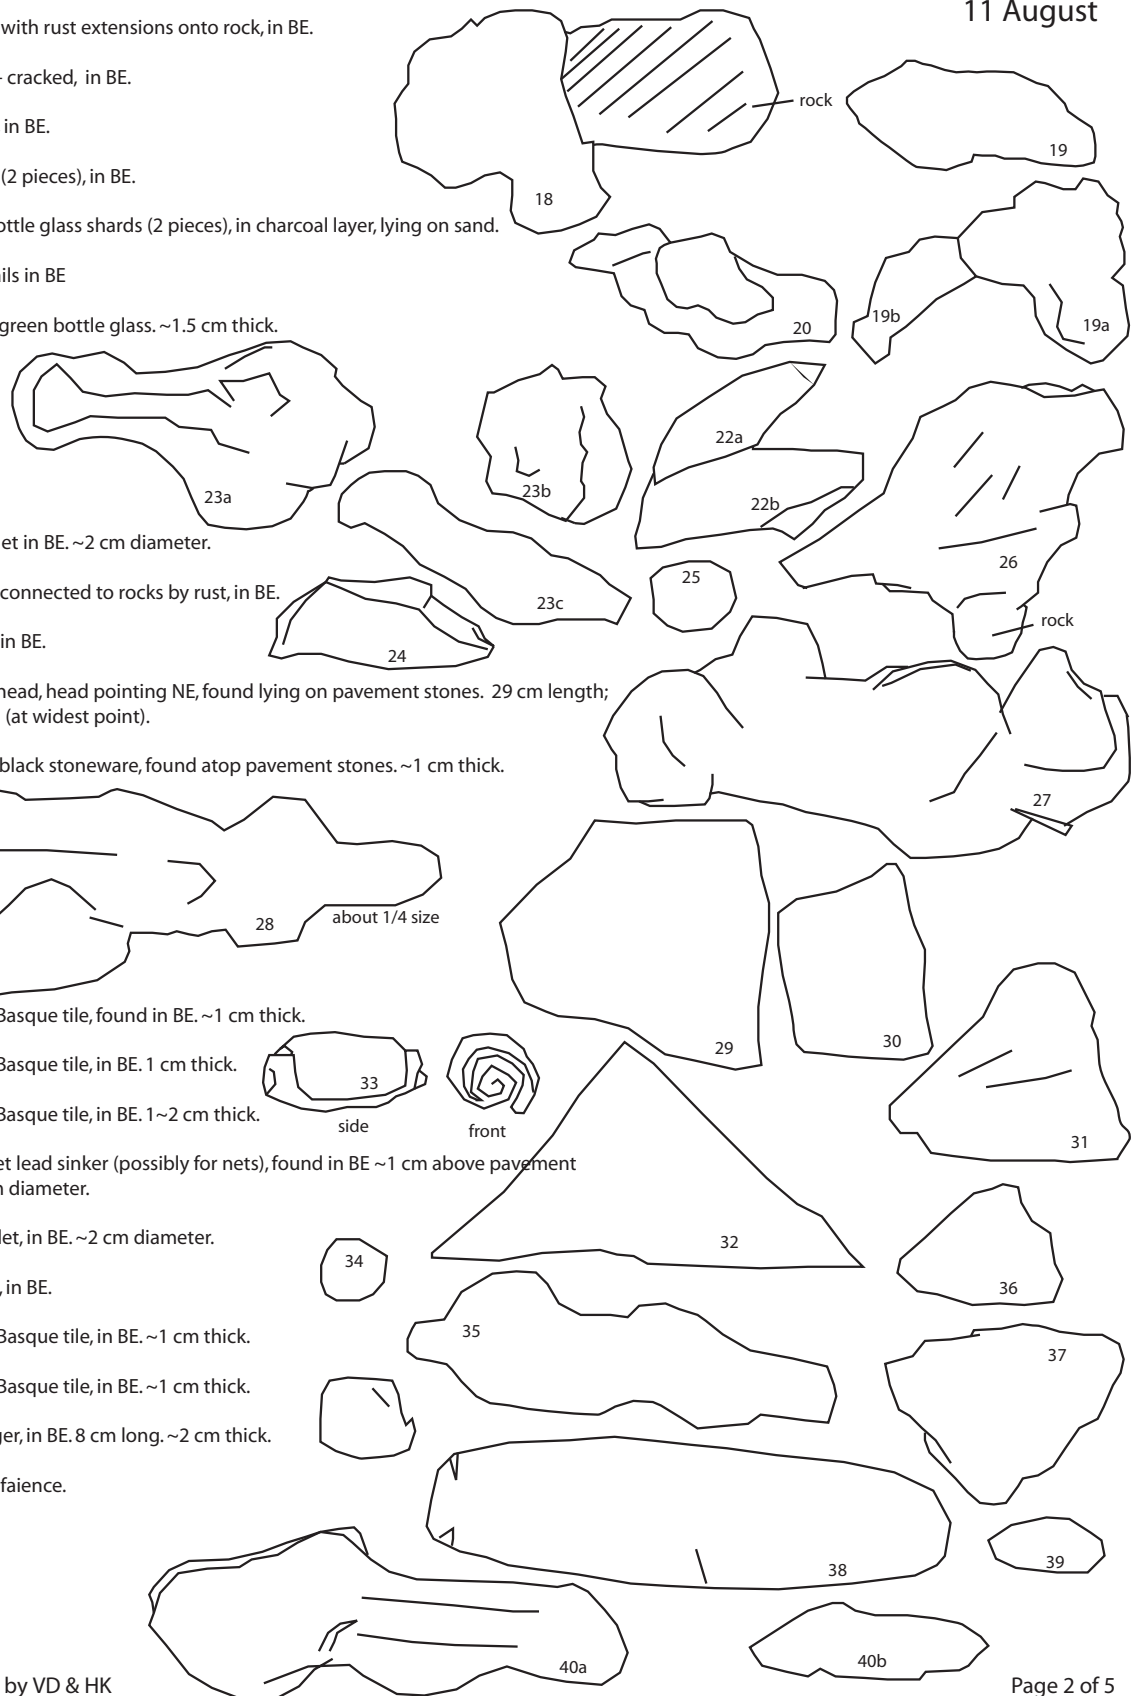 11 August
with rust extensions onto rock, in BE.
cracked, in BE.
in BE.
rock
19
(2 pieces), in BE.
18
ottle glass shards (2 pieces), in charcoal layer, lying on sand.
ils in BE
19b
19a
green bottle glass. ~1.5 cm thick.
20
22a
23b
23a
22b
et in BE. ~2 cm diameter.
26
25
connected to rocks by rust, in BE.
23c
rock
in BE.
24
head, head pointing NE, found lying on pavement stones. 29 cm length;
(at widest point).
black stoneware, found atop pavement stones. ~1 cm thick.
27
28
about 1/4 size
Basque tile, found in BE. ~1 cm thick.
29
30
Basque tile, in BE. 1 cm thick.
33
Basque tile, in BE. 1~2 cm thick.
side
front
31
et lead sinker (possibly for nets), found in BE ~1 cm above pavement
diameter.
let, in BE. ~2 cm diameter.
32
34
, in BE.
36
35
Basque tile, in BE. ~1 cm thick.
37
Basque tile, in BE. ~1 cm thick.
ger, in BE. 8 cm long. ~2 cm thick.
faience.
38
39
40a
40b
by VD & HK
Page 2 of 5